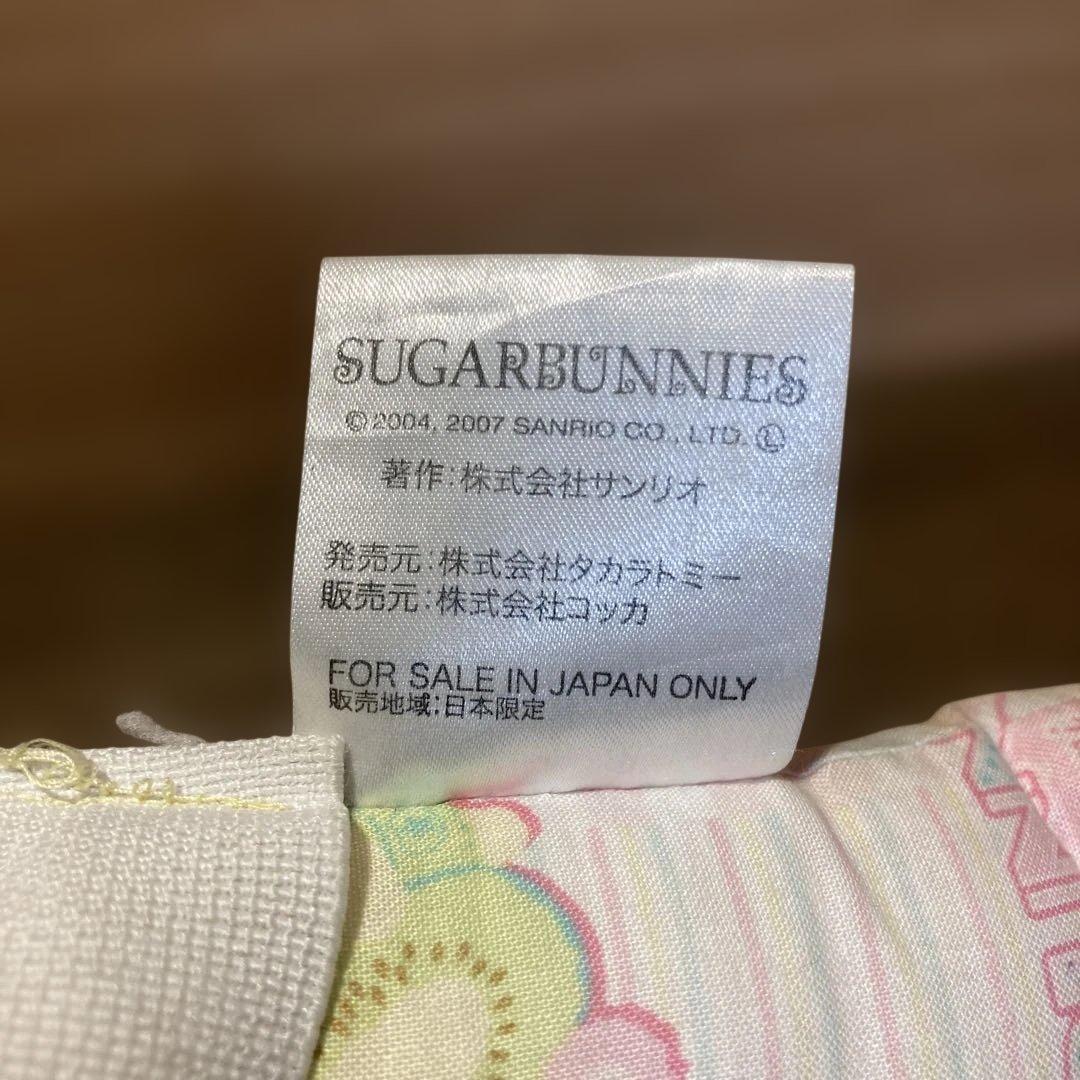 SUGARBUNNIES
©2004, 2007 SANRIO CO., LTD. Ⓛ
著作:株式会社サンリオ
発売元:株式会社タカラトミー
販売元:株式会社コッカ
FOR SALE IN JAPAN ONLY
販売地域:日本限定